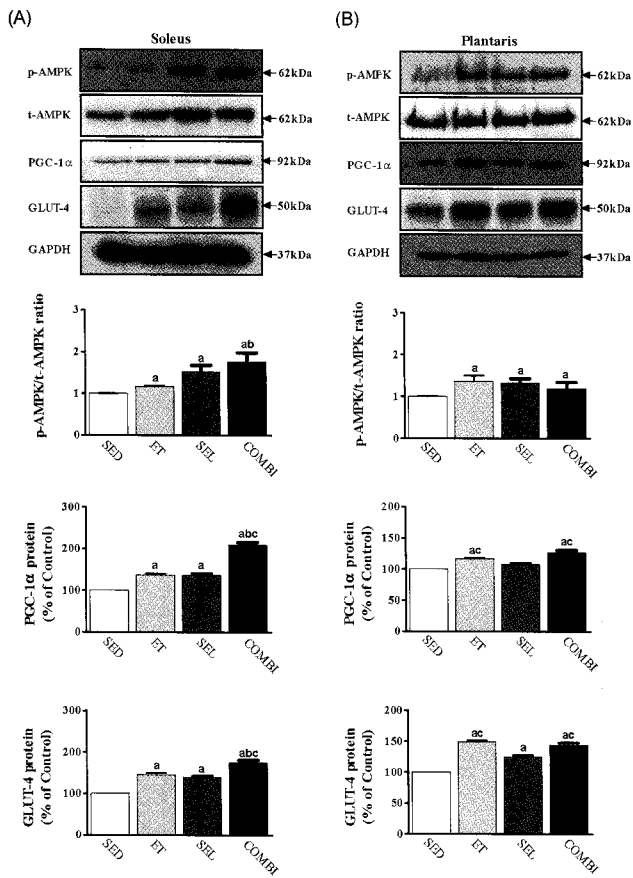 (A)
Soleus
p-AMPK
62kDa
t-AMPK
62kDa
PGC-1α
92kDa
GLUT-4
50kDa
GAPDH
37kDa
p-AMPK/t-AMPK ratio
3
2
1
0
a
a
ab
SED
ET
SEL
COMBI
PGC-1α protein
(% of Control)
300
200
100
0
a
a
abc
SED
ET
SEL
COMBI
GLUT-4 protein
(% of Control)
300
200
100
0
a
a
abc
SED
ET
SEL
COMBI
(B)
Plantaris
p-AMPK
62kDa
t-AMPK
62kDa
PGC-1α
92kDa
GLUT-4
50kDa
GAPDH
37kDa
p-AMPK/t-AMPK ratio
3
2
1
0
a
a
a
SED
ET
SEL
COMBI
PGC-1α protein
(% of Control)
200
150
100
50
0
ac
ac
SED
ET
SEL
COMBI
GLUT-4 protein
(% of Control)
200
150
100
50
0
ac
a
ac
SED
ET
SEL
COMBI